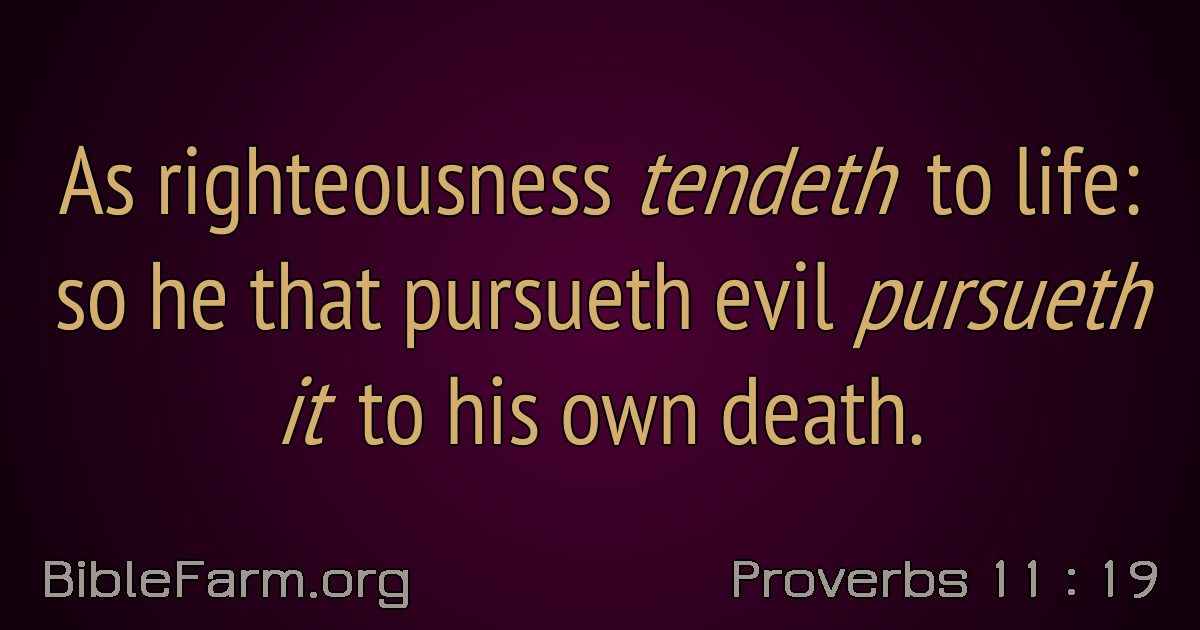 As righteousness tendeth to life:
so he that pursueth evil pursueth
it to his own death.
BibleFarm.org
Proverbs 11 : 19